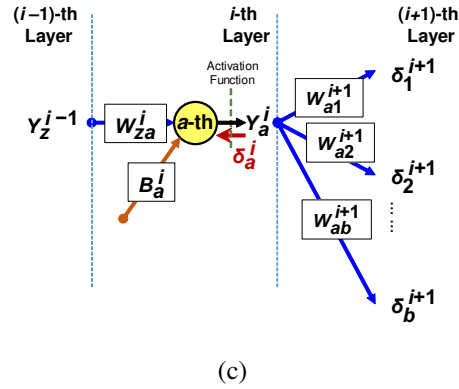 (i–1)-th Layer
i-th Layer
(i+1)-th Layer
Activation Function
Y_z^{i−1}
W_{za}^i
a-th
Y_a^i
δ_a^i
B_a^i
W_{a1}^{i+1}
W_{a2}^{i+1}
W_{ab}^{i+1}
δ_1^{i+1}
δ_2^{i+1}
......
δ_b^{i+1}
(c)